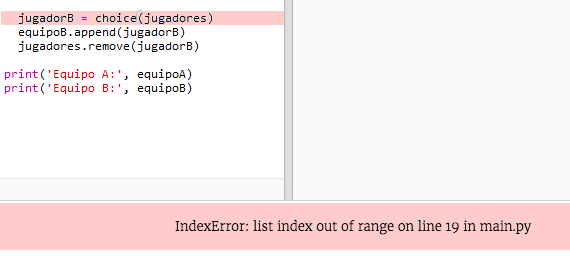 jugadorB = choice(jugadores)
equipoB.append(jugadorB)
jugadores.remove(jugadorB)
print('Equipo A:', equipoA)
print('Equipo B:', equipoB)
IndexError: list index out of range on line 19 in main.py